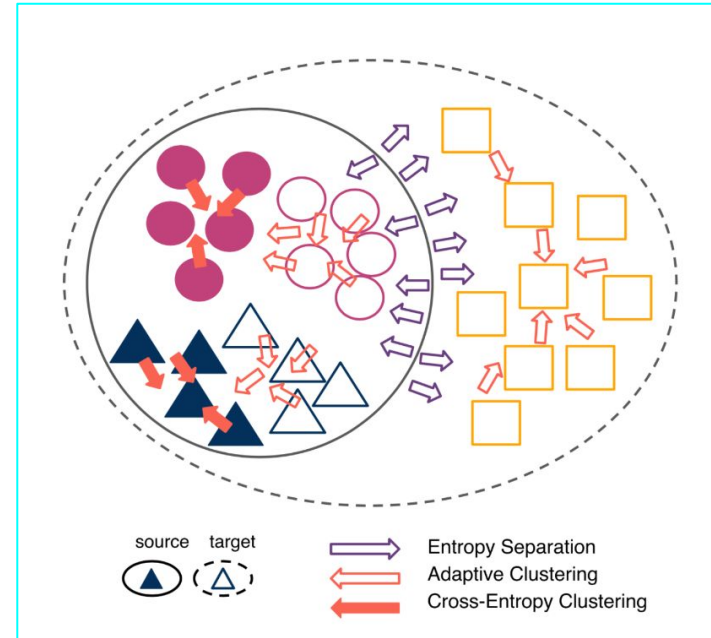 source target
Entropy Separation
Adaptive Clustering
Cross-Entropy Clustering